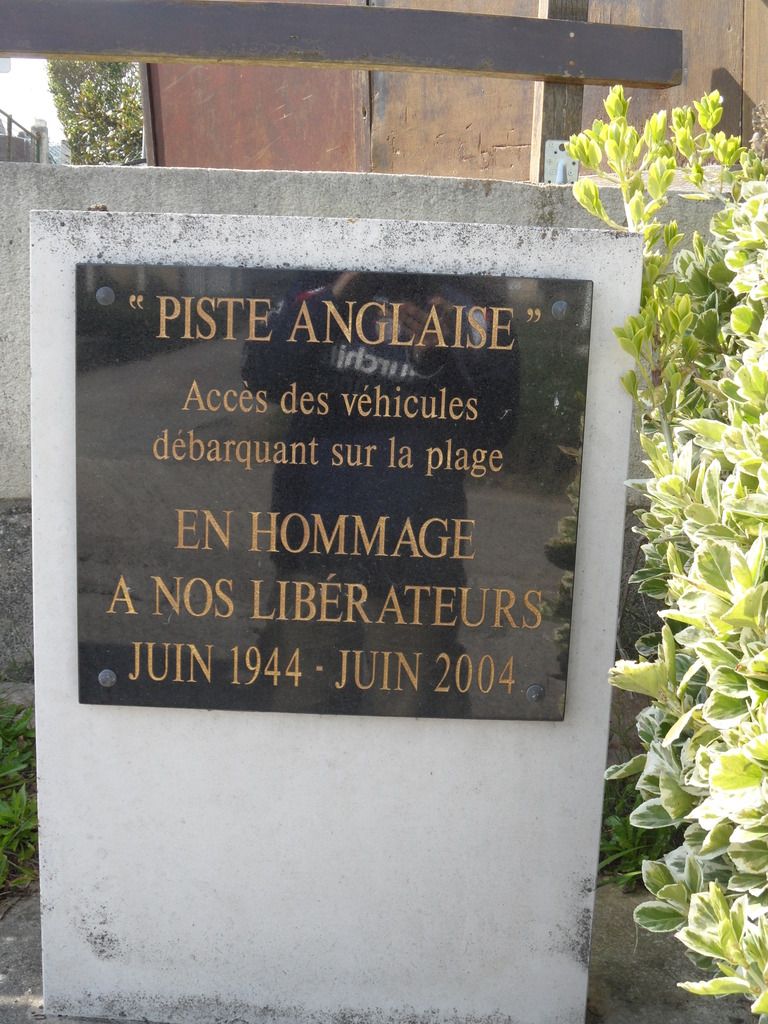 “ PISTE ANGLAISE ”
Accès des véhicules
débarquant sur la plage
EN HOMMAGE
A NOS LIBÉRATEURS
JUIN 1944 - JUIN 2004